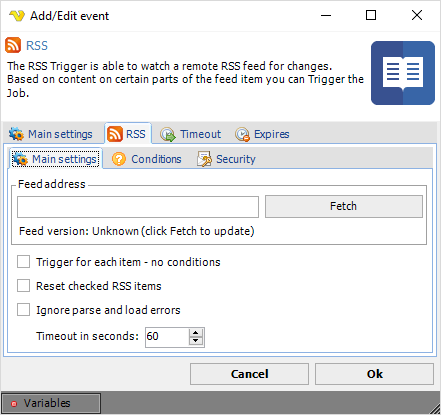 Add/Edit event
RSS
The RSS Trigger is able to watch a remote RSS feed for changes.
Based on content on certain parts of the feed item you can Trigger the
Job.
Main settings RSS Timeout Expires
Main settings Conditions Security
Feed address
Fetch
Feed version: Unknown (click Fetch to update)
Trigger for each item - no conditions
Reset checked RSS items
Ignore parse and load errors
Timeout in seconds: 60
Cancel Ok
Variables